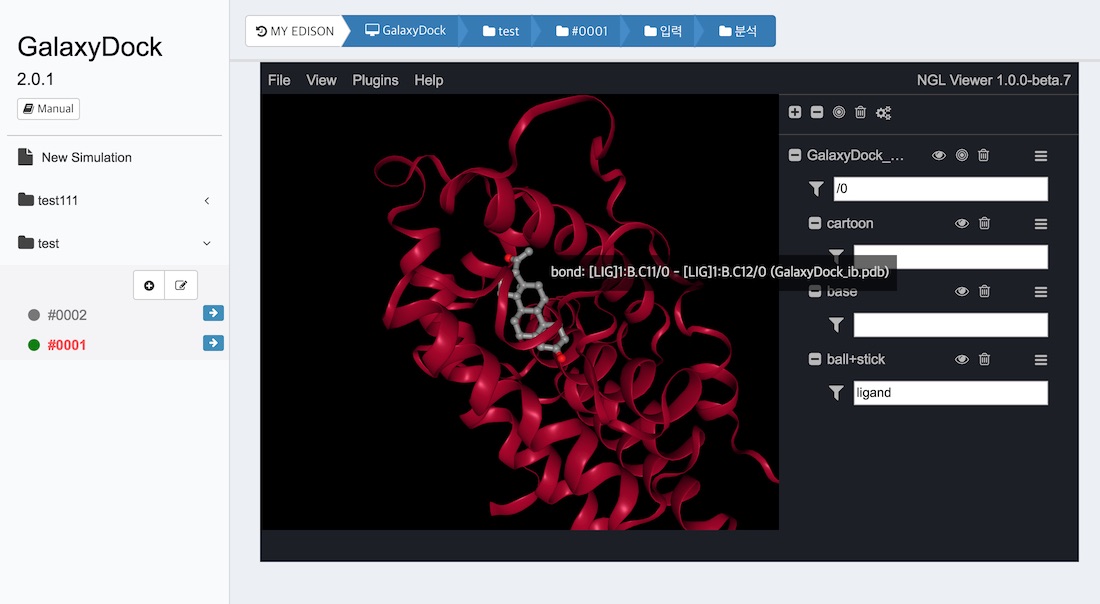 GalaxyDock
2.0.1
Manual
New Simulation
test111
test
#0002
#0001
MY EDISON
GalaxyDock
test
#0001
입력
분석
File View Plugins Help
NGL Viewer 1.0.0-beta.7
GalaxyDock_...
/0
cartoon
bond: [LIG]1:B.C11/0 - [LIG]1:B.C12/0 (GalaxyDock_ib.pdb)
base
ball+stick
ligand